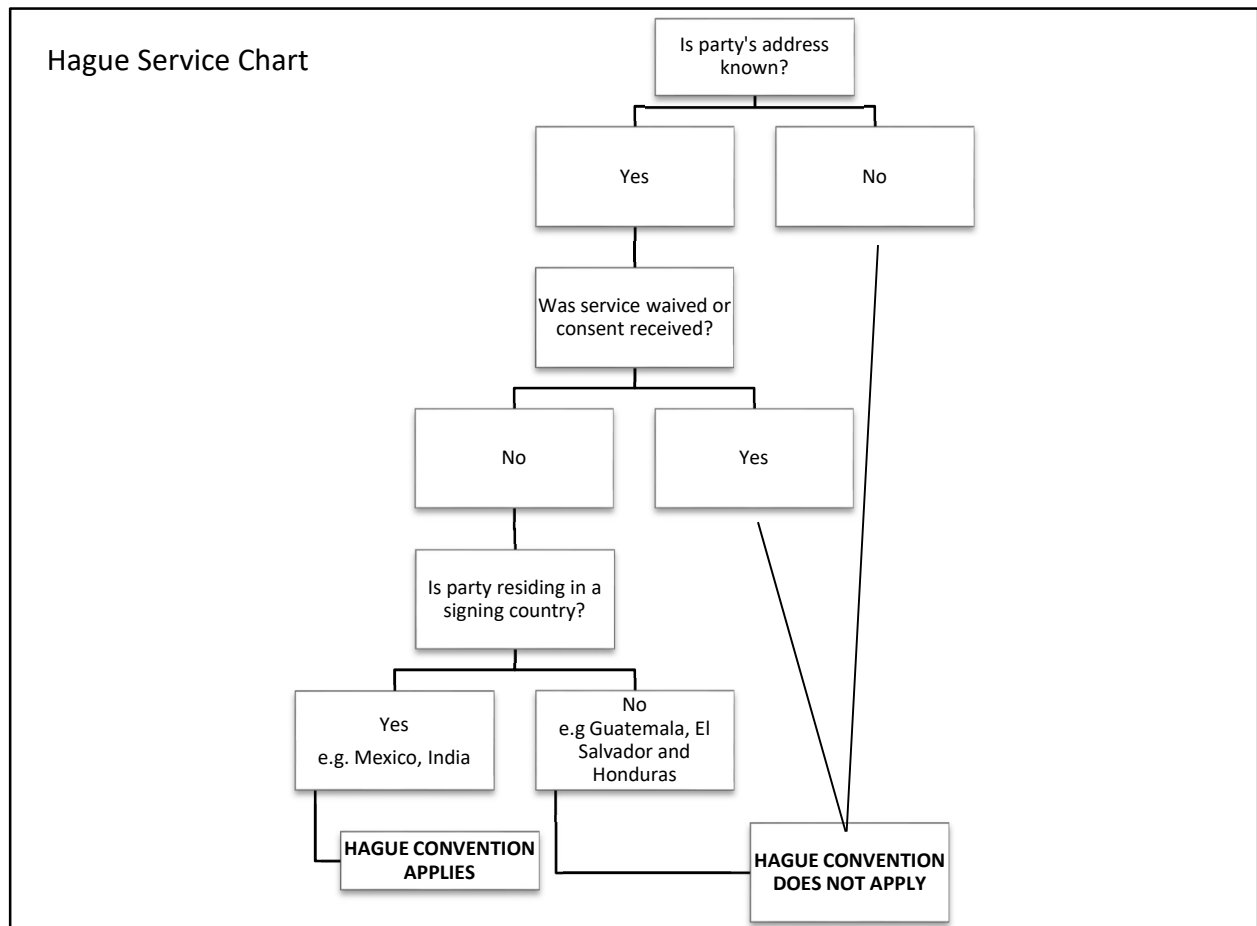 Hague Service Chart
Is party's address
known?
Yes
No
Was service waived or
consent received?
No
Yes
Is party residing in a
signing country?
Yes
e.g. Mexico, India
No
e.g Guatemala, El
Salvador and
Honduras
HAGUE CONVENTION
APPLIES
HAGUE CONVENTION
DOES NOT APPLY